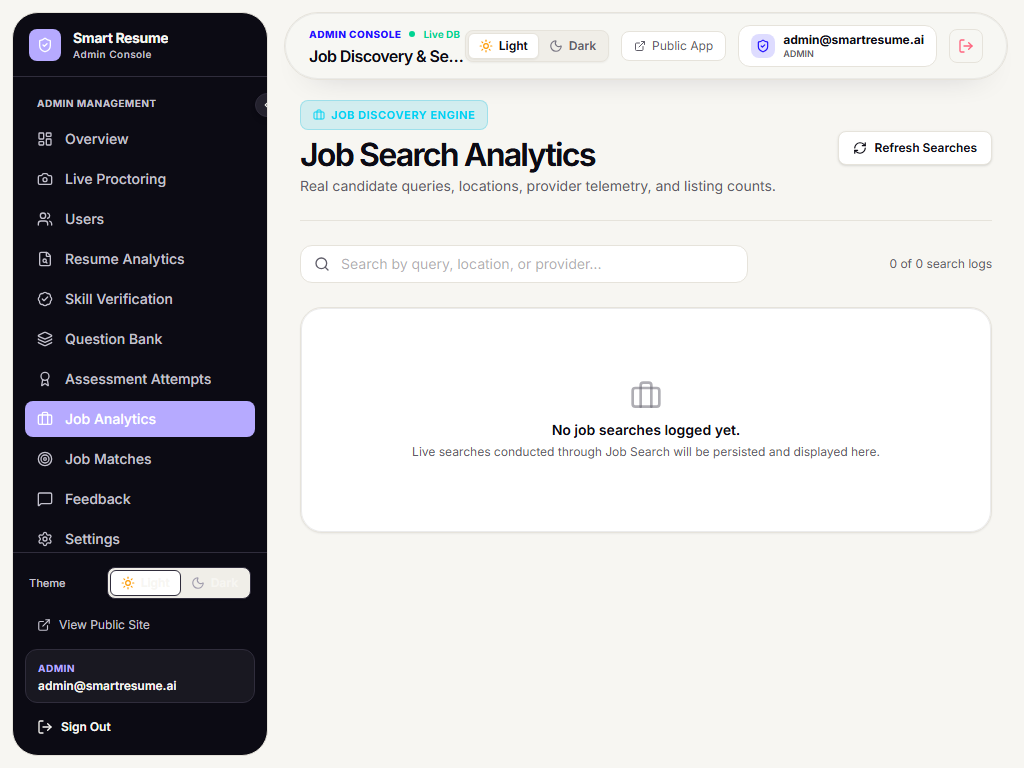 Smart Resume
Admin Console
ADMIN MANAGEMENT
Overview
Live Proctoring
Users
Resume Analytics
Skill Verification
Question Bank
Assessment Attempts
Job Analytics
Job Matches
Feedback
Settings
Theme
Light
Dark
View Public Site
ADMIN
admin@smartresume.ai
Sign Out
ADMIN CONSOLE Live DB
Job Discovery & Se...
Light
Dark
Public App
admin@smartresume.ai
ADMIN
JOB DISCOVERY ENGINE
Job Search Analytics
Real candidate queries, locations, provider telemetry, and listing counts.
Refresh Searches
Search by query, location, or provider...
0 of 0 search logs
No job searches logged yet.
Live searches conducted through Job Search will be persisted and displayed here.